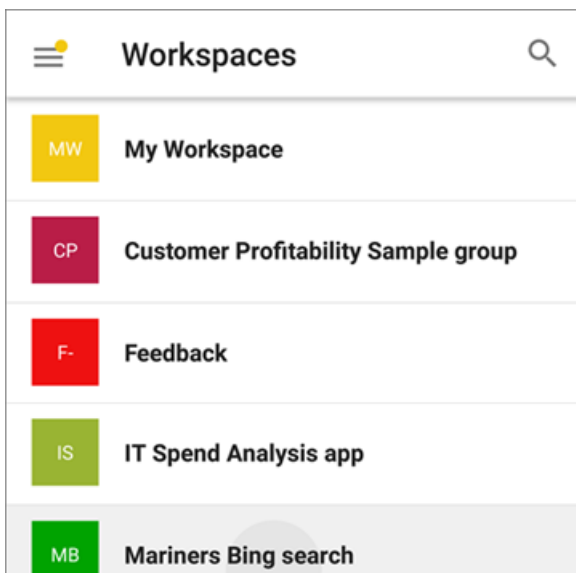 Workspaces
MW My Workspace
CP Customer Profitability Sample group
F- Feedback
IS IT Spend Analysis app
MB Mariners Bing search